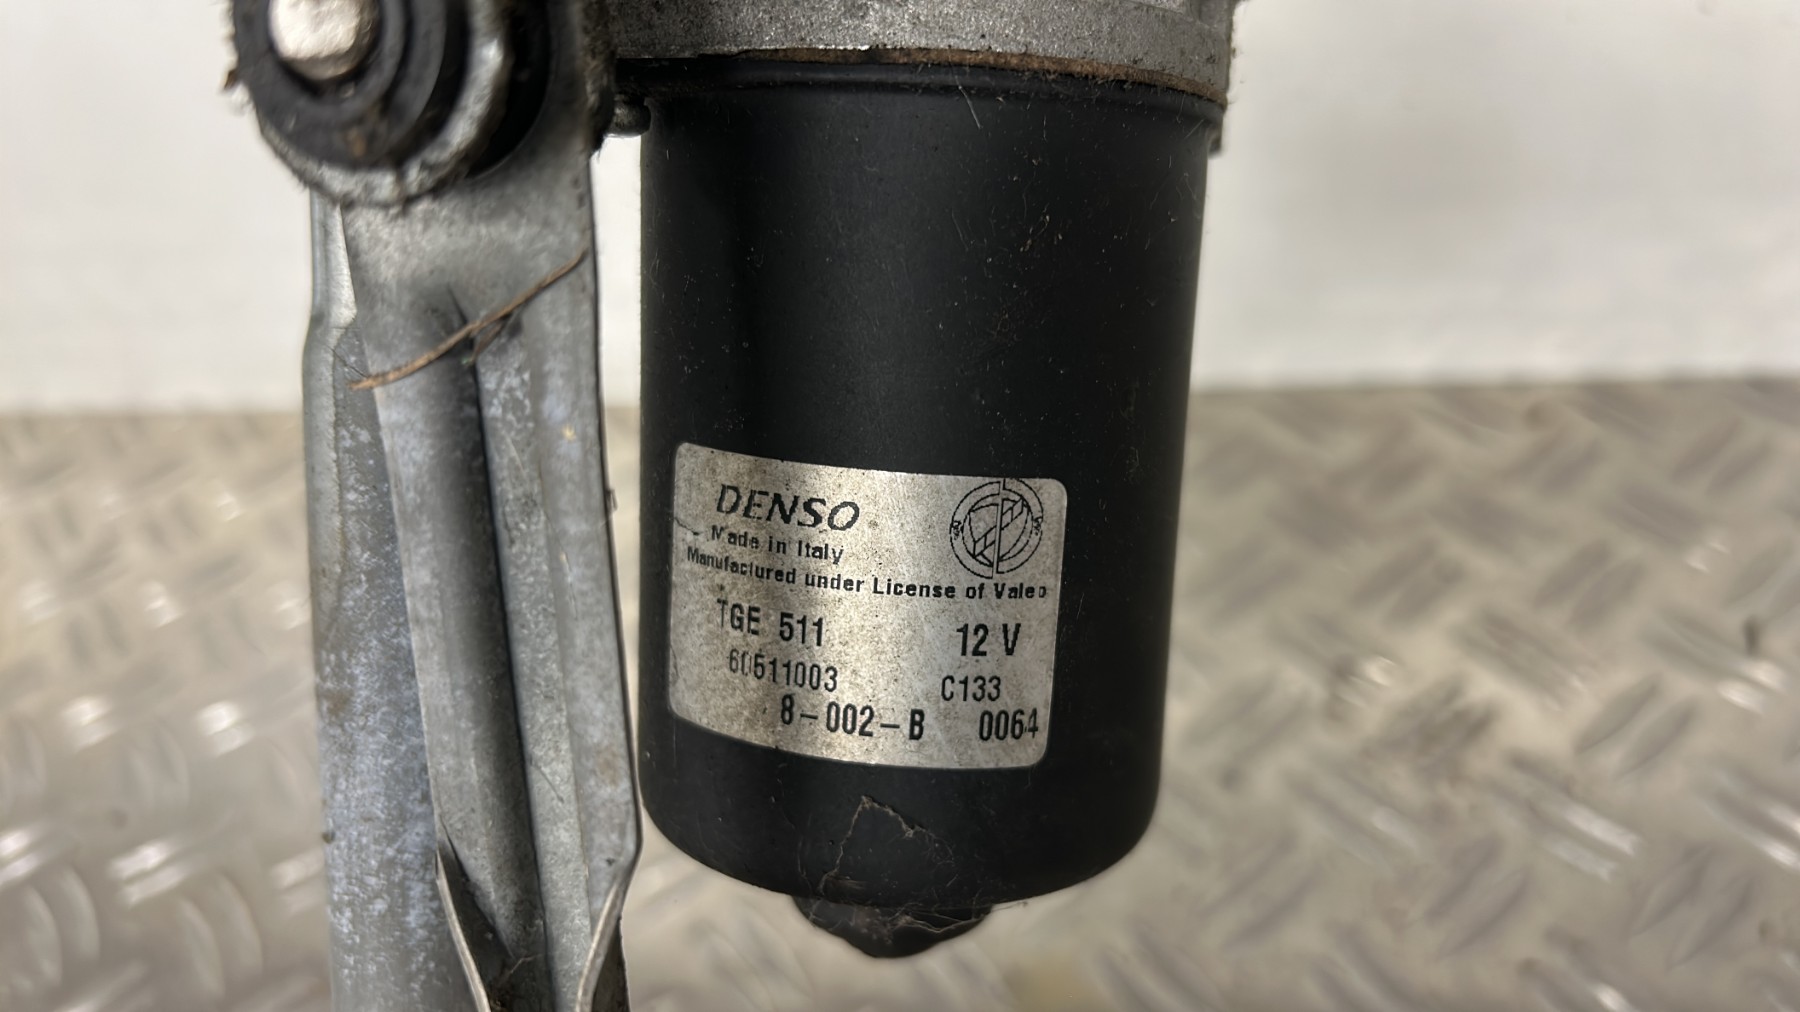 DENSO
Made in Italy
Manufactured under License of Valeo
TGE 511 12 V
60511003 C133
8-002-B 0064